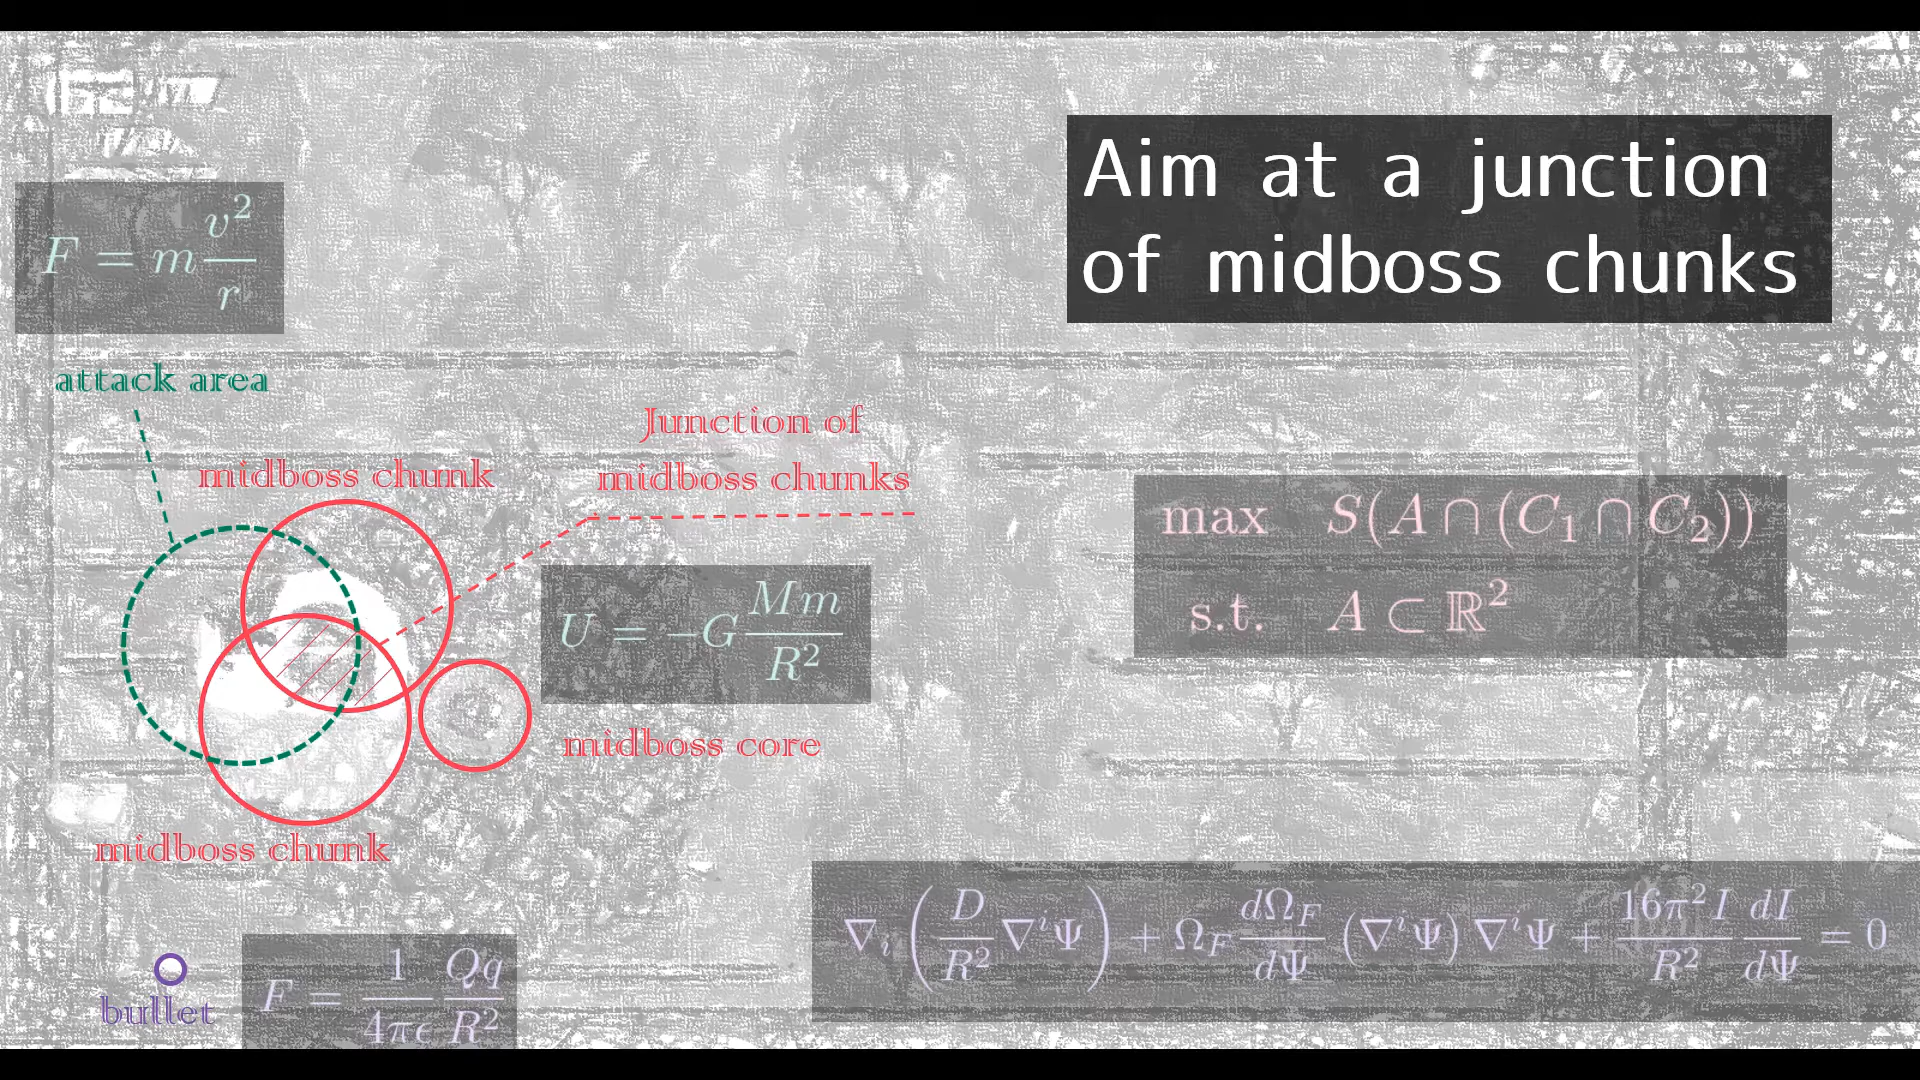 Aim at a junction
of midboss chunks
F = m v²/r
attack area
Junction of
midboss chunks
midboss chunk
U = −G Mm/R²
max S(A ∩ (C₁ ∩ C₂))
s.t. A ⊂ ℝ²
midboss core
midboss chunk
∇ᵢ (D/R² ∇ⁱΨ) + Ω_F dΩ_F/dΨ (∇ⁱΨ) ∇ⁱΨ + 16π²I/R² dI/dΨ = 0
bullet
F = 1/4πϵ Qq/R²